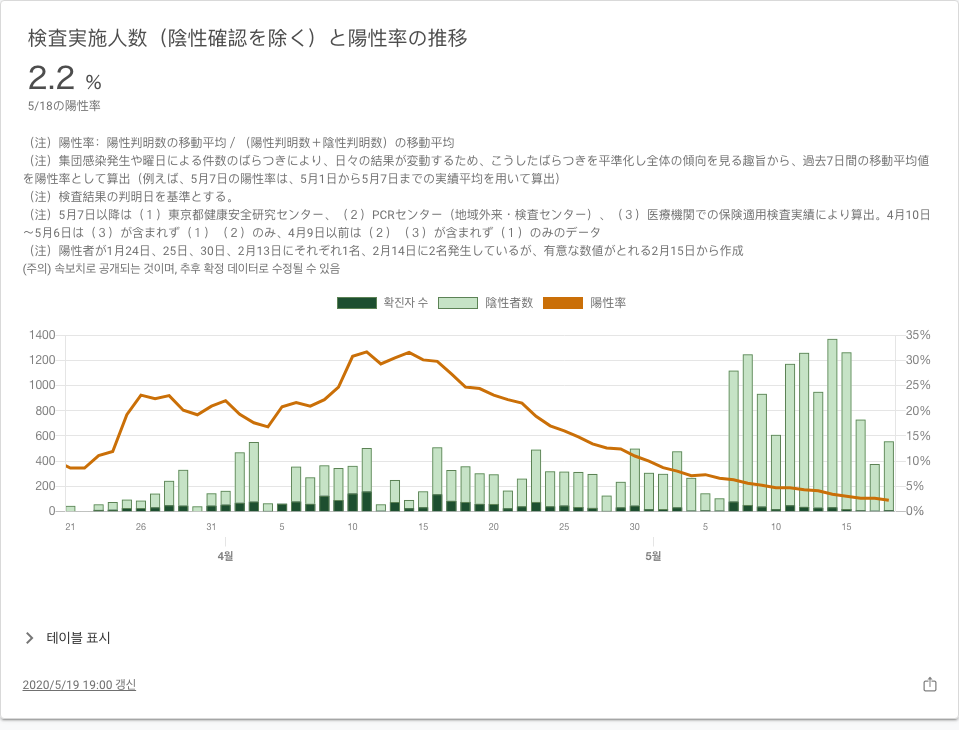 検査実施人数（陰性確認を除く）と陽性率の推移
2.2 %
5/18の陽性率
（注）陽性率：陽性判明数の移動平均 / （陽性判明数＋陰性判明数）の移動平均
（注）集団感染発生や曜日による件数のばらつきにより、日々の結果が変動するため、こうしたばらつきを平準化し全体の傾向を見る趣旨から、過去7日間の移動平均値
を陽性率として算出（例えば、5月7日の陽性率は、5月1日から5月7日までの実績平均を用いて算出）
（注）検査結果の判明日を基準とする。
（注）5月7日以降は（１）東京都健康安全研究センター、（２）PCRセンター（地域外来・検査センター）、（３）医療機関での保険適用検査実績により算出。4月10日
～5月6日は（３）が含まれず（１）（２）のみ、4月9日以前は（２）（３）が含まれず（１）のみのデータ
（注）陽性者が1月24日、25日、30日、2月13日にそれぞれ1名、2月14日に2名発生しているが、有意な数値がとれる2月15日から作成
(주의) 속보치로 공개되는 것이며, 추후 확정 데이터로 수정될 수 있음
확진자 수 陰性者数 陽性率
1400 35%
1200 30%
1000 25%
800 20%
600 15%
400 10%
200 5%
0 0%
21 26 31 5 10 15 20 25 30 5 10 15
4월 5월
테이블 표시
2020/5/19 19:00 갱신